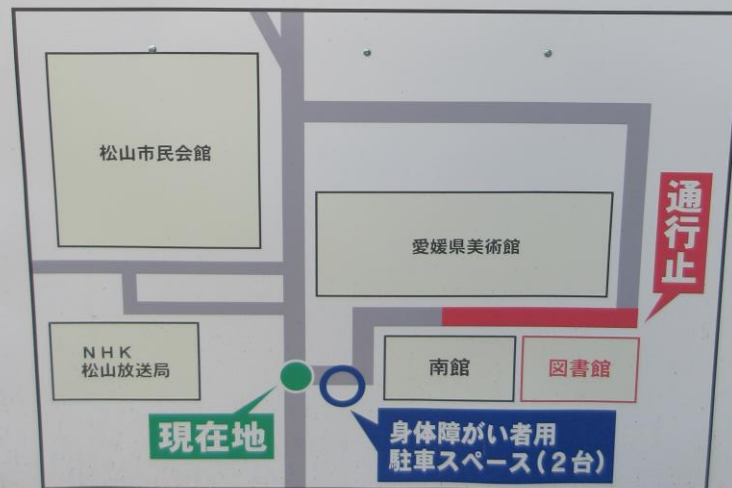 松山市民会館
通行止
愛媛県美術館
NHK
松山放送局
南館
図書館
現在地
身体障がい者用
駐車スペース(2台)